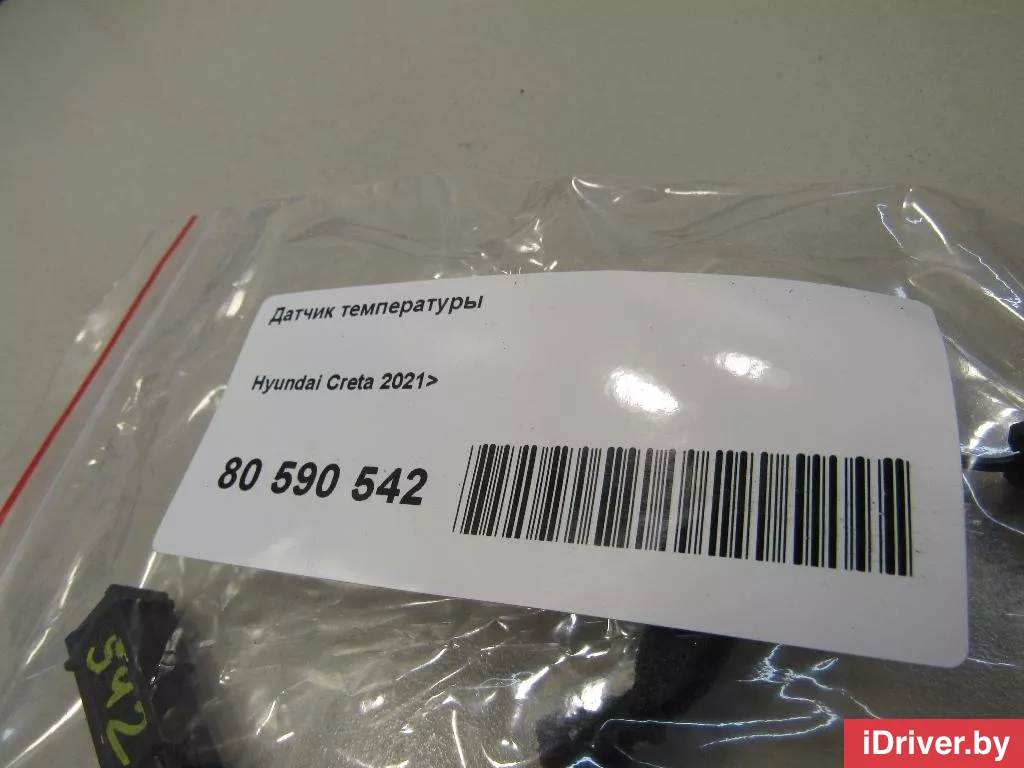 Датчик температуры
Hyundai Creta 2021>
80 590 542
542
iDriver.by